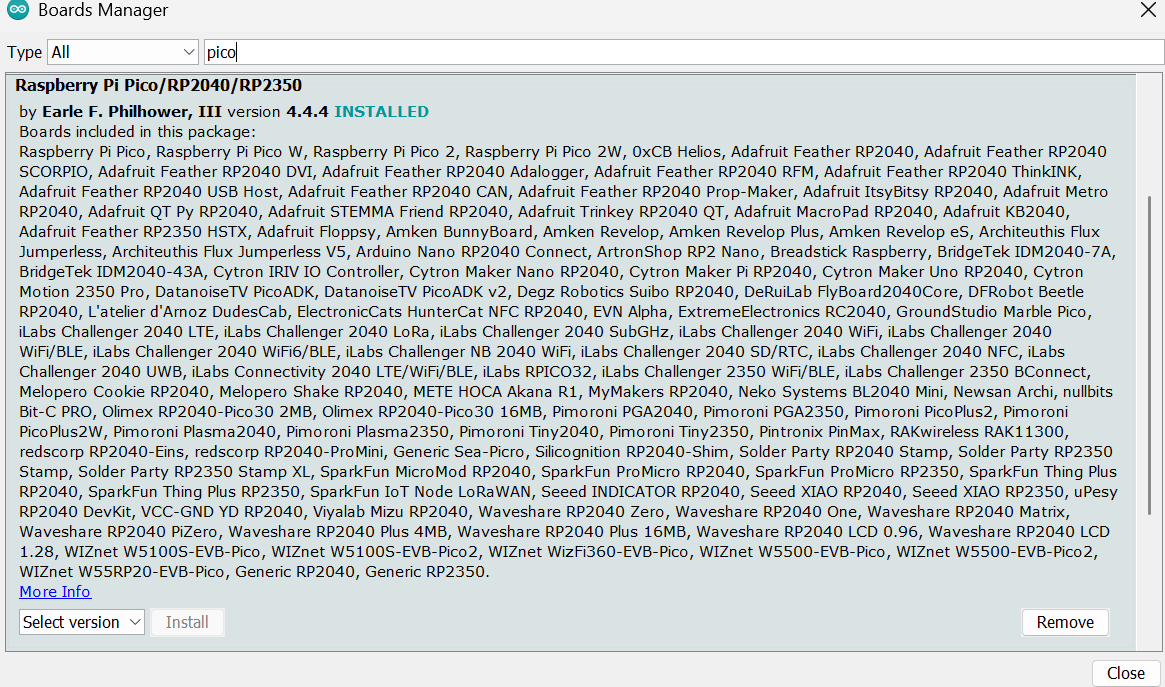 Boards Manager
Type All pico
Raspberry Pi Pico/RP2040/RP2350
by Earle F. Philhower, III version 4.4.4 INSTALLED
Boards included in this package:
Raspberry Pi Pico, Raspberry Pi Pico W, Raspberry Pi Pico 2, Raspberry Pi Pico 2W, 0xCB Helios, Adafruit Feather RP2040, Adafruit Feather RP2040
SCORPIO, Adafruit Feather RP2040 DVI, Adafruit Feather RP2040 Adalogger, Adafruit Feather RP2040 RFM, Adafruit Feather RP2040 ThinkINK,
Adafruit Feather RP2040 USB Host, Adafruit Feather RP2040 CAN, Adafruit Feather RP2040 Prop-Maker, Adafruit ItsyBitsy RP2040, Adafruit Metro
RP2040, Adafruit QT Py RP2040, Adafruit STEMMA Friend RP2040, Adafruit Trinkey RP2040 QT, Adafruit MacroPad RP2040, Adafruit KB2040,
Adafruit Feather RP2350 HSTX, Adafruit Floppsy, Amken BunnyBoard, Amken Revelop, Amken Revelop Plus, Amken Revelop eS, Architeuthis Flux
Jumperless, Architeuthis Flux Jumperless V5, Arduino Nano RP2040 Connect, ArtronShop RP2 Nano, Breadstick Raspberry, BridgeTek IDM2040-7A,
BridgeTek IDM2040-43A, Cytron IRIV IO Controller, Cytron Maker Nano RP2040, Cytron Maker Pi RP2040, Cytron Maker Uno RP2040, Cytron
Motion 2350 Pro, DatanoiseTV PicoADK, DatanoiseTV PicoADK v2, Degz Robotics Suibo RP2040, DeRuiLab FlyBoard2040Core, DFRobot Beetle
RP2040, L'atelier d'Arnoz DudesCab, ElectronicCats HunterCat NFC RP2040, EVN Alpha, ExtremeElectronics RC2040, GroundStudio Marble Pico,
iLabs Challenger 2040 LTE, iLabs Challenger 2040 LoRa, iLabs Challenger 2040 SubGHz, iLabs Challenger 2040 WiFi, iLabs Challenger 2040
WiFi/BLE, iLabs Challenger 2040 WiFi6/BLE, iLabs Challenger NB 2040 WiFi, iLabs Challenger 2040 SD/RTC, iLabs Challenger 2040 NFC, iLabs
Challenger 2040 UWB, iLabs Connectivity 2040 LTE/WiFi/BLE, iLabs RPICO32, iLabs Challenger 2350 WiFi/BLE, iLabs Challenger 2350 BConnect,
Melopero Cookie RP2040, Melopero Shake RP2040, METE HOCA Akana R1, MyMakers RP2040, Neko Systems BL2040 Mini, Newsan Archi, nullbits
Bit-C PRO, Olimex RP2040-Pico30 2MB, Olimex RP2040-Pico30 16MB, Pimoroni PGA2040, Pimoroni PGA2350, Pimoroni PicoPlus2, Pimoroni
PicoPlus2W, Pimoroni Plasma2040, Pimoroni Plasma2350, Pimoroni Tiny2040, Pimoroni Tiny2350, Pintronix PinMax, RAKwireless RAK11300,
redscorp RP2040-Eins, redscorp RP2040-ProMini, Generic Sea-Picro, Silicognition RP2040-Shim, Solder Party RP2040 Stamp, Solder Party RP2350
Stamp, Solder Party RP2350 Stamp XL, SparkFun MicroMod RP2040, SparkFun ProMicro RP2040, SparkFun ProMicro RP2350, SparkFun Thing Plus
RP2040, SparkFun Thing Plus RP2350, SparkFun IoT Node LoRaWAN, Seeed INDICATOR RP2040, Seeed XIAO RP2040, Seeed XIAO RP2350, uPesy
RP2040 DevKit, VCC-GND YD RP2040, Viyalab Mizu RP2040, Waveshare RP2040 Zero, Waveshare RP2040 One, Waveshare RP2040 Matrix,
Waveshare RP2040 PiZero, Waveshare RP2040 Plus 4MB, Waveshare RP2040 Plus 16MB, Waveshare RP2040 LCD 0.96, Waveshare RP2040 LCD
1.28, WIZnet W5100S-EVB-Pico, WIZnet W5100S-EVB-Pico2, WIZnet WizFi360-EVB-Pico, WIZnet W5500-EVB-Pico, WIZnet W5500-EVB-Pico2,
WIZnet W55RP20-EVB-Pico, Generic RP2040, Generic RP2350.
More Info
Select version Install Remove
Close